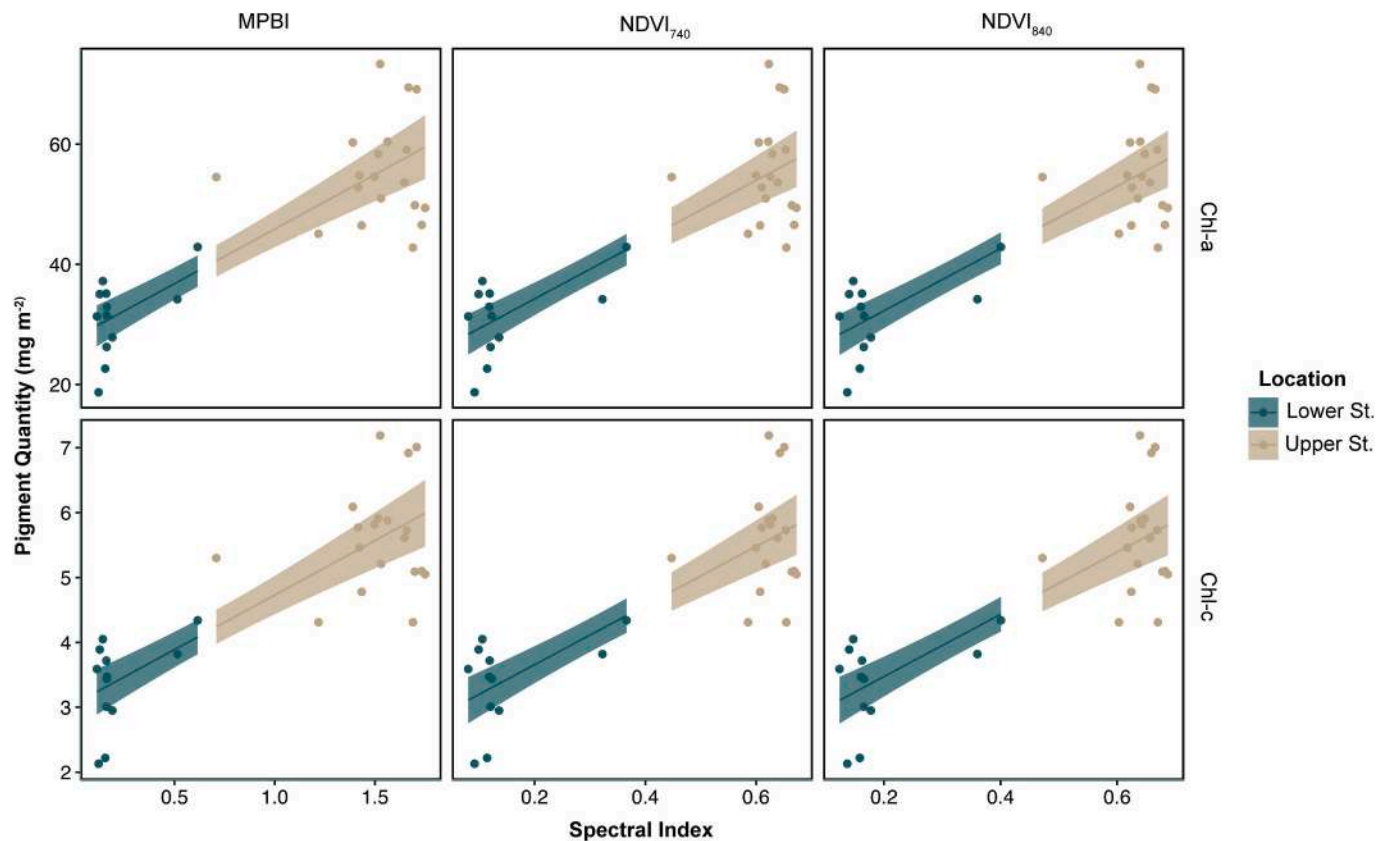 MPBI NDVI₇₄₀ NDVI₈₄₀
60
40
20
Chl-a
7
6
5
4
3
2
Chl-c
Pigment Quantity (mg m⁻²)
0.5 1.0 1.5 0.2 0.4 0.6 0.2 0.4 0.6
Spectral Index
Location
Lower St.
Upper St.